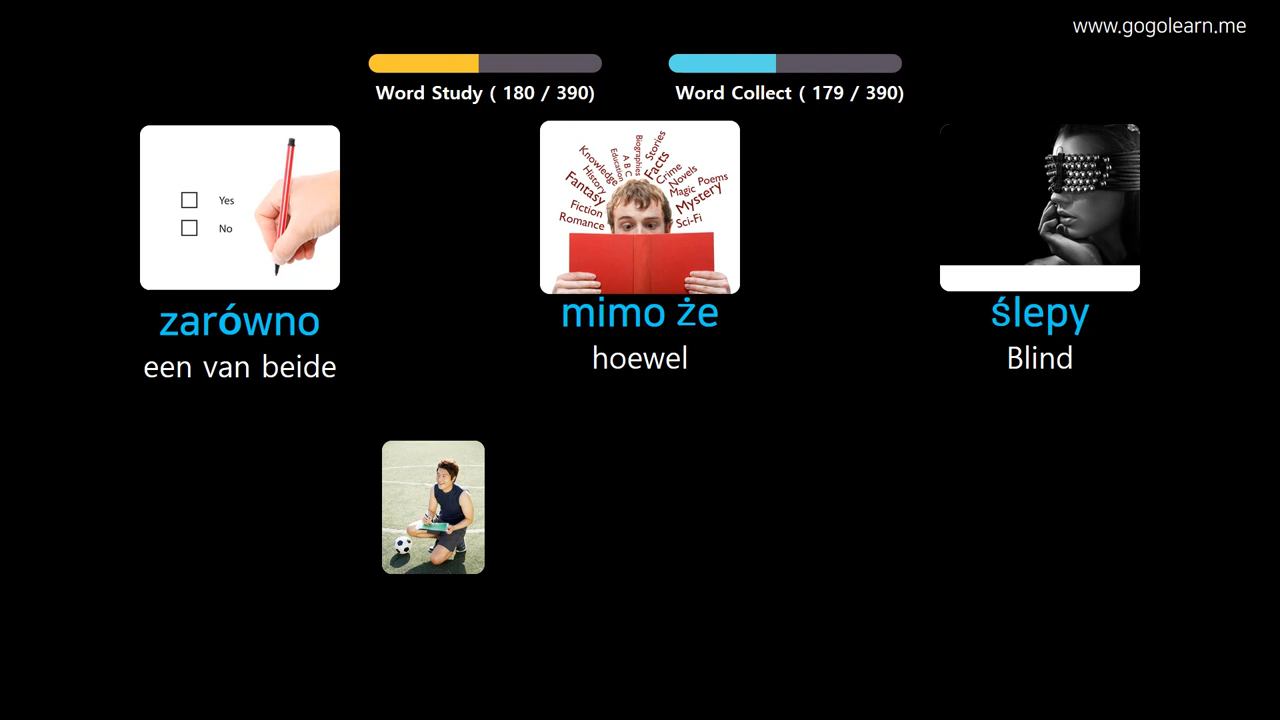 www.gogolearn.me
Word Study ( 180 / 390)
Word Collect ( 179 / 390)
Yes
No
Knowledge
History
Fantasy
Fiction
Romance
Education
A B C
Biographies
Stories
Facts
Crime
Novels
Magic
Poems
Mystery
Sci-Fi
zarówno
een van beide
mimo że
hoewel
ślepy
Blind